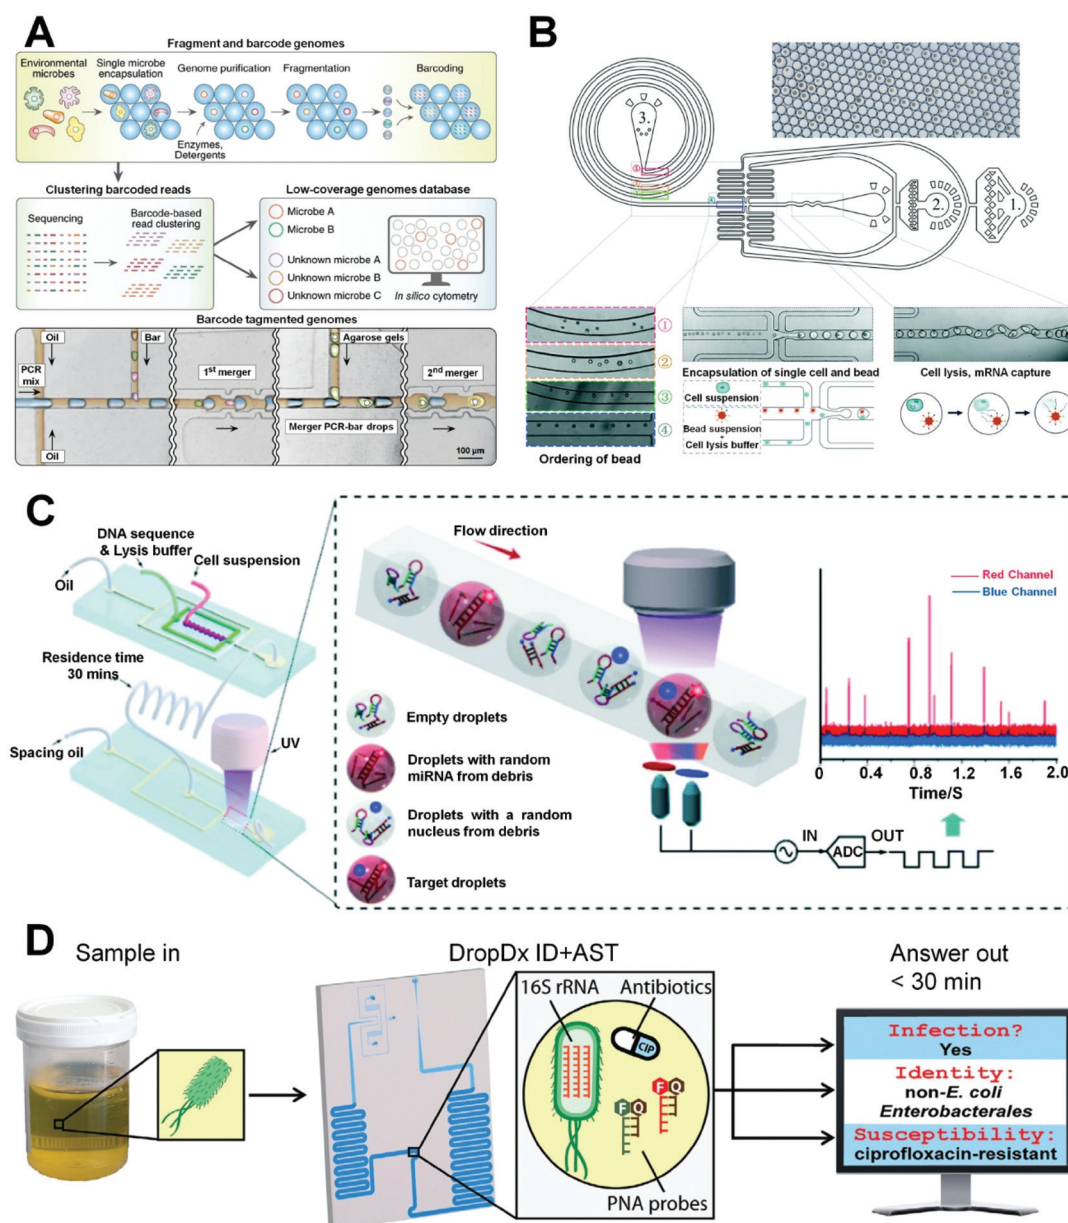 A
Fragment and barcode genomes
Environmental
microbes
Single microbe
encapsulation
Genome purification
Fragmentation
Barcoding
Enzymes,
Detergents
Clustering barcoded reads
Sequencing
Barcode-based
read clustering
Low-coverage genomes database
Microbe A
Microbe B
Unknown microbe A
Unknown microbe B
Unknown microbe C
In silico cytometry
Barcode tagmented genomes
Oil
Bar
PCR
mix
Oil
1st merger
Agarose gels
Merger PCR-bar drops
2nd merger
100 µm
B
3.
2.
1.
①
②
③
④
Ordering of bead
Encapsulation of single cell and bead
Cell suspension
Bead suspension
+
Cell lysis buffer
Cell lysis, mRNA capture
C
DNA sequence
& Lysis buffer
Cell suspension
Oil
Residence time
30 mins
Spacing oil
UV
Flow direction
Empty droplets
Droplets with random
miRNA from debris
Droplets with a random
nucleus from debris
Target droplets
Red Channel
Blue Channel
0 0.4 0.8 1.2 1.6 2.0
Time/S
IN
ADC
OUT
D
Sample in
DropDx ID+AST
16S rRNA
Antibiotics
CIP
F Q
F Q
PNA probes
Answer out
< 30 min
Infection?
Yes
Identity:
non-E. coli
Enterobacterales
Susceptibility:
ciprofloxacin-resistant